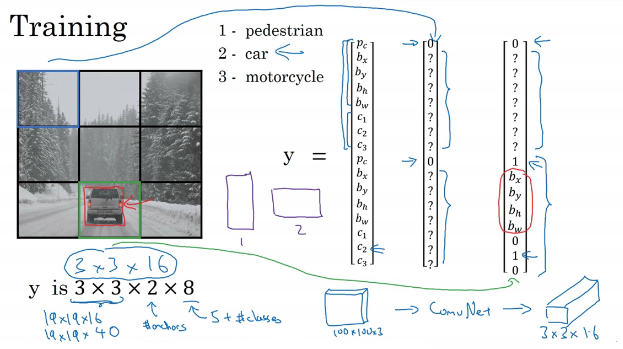 Training
1 - pedestrian
2 - car
3 - motorcycle
y =
p_c
b_x
b_y
b_h
b_w
c_1
c_2
c_3
p_c
b_x
b_y
b_h
b_w
c_1
c_2
c_3
0
?
?
?
?
?
?
?
0
?
?
?
?
?
?
?
0
?
?
?
?
?
?
?
1
b_x
b_y
b_h
b_w
0
1
0
1
2
3 × 3 × 16
y is 3 × 3 × 2 × 8
19×19×16
19×19×40
#anchors
5 + #classes
100×100×3
→ ConvNet →
3×3×16